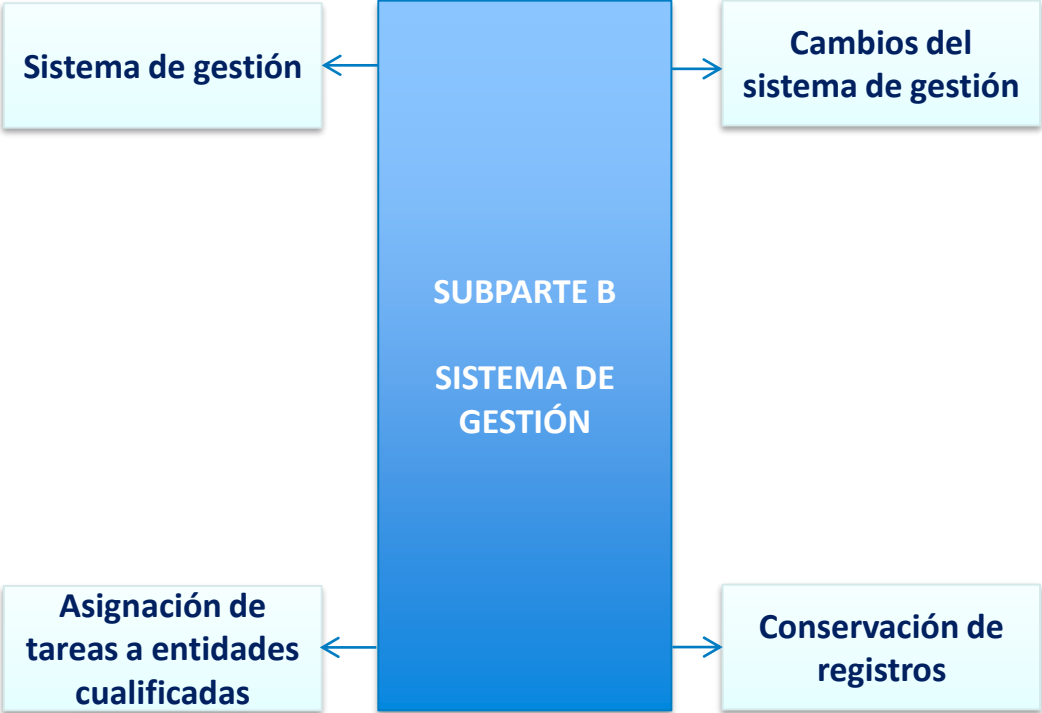 Sistema de gestión
Cambios del
sistema de gestión
SUBPARTE B
SISTEMA DE
GESTIÓN
Asignación de
tareas a entidades
cualificadas
Conservación de
registros